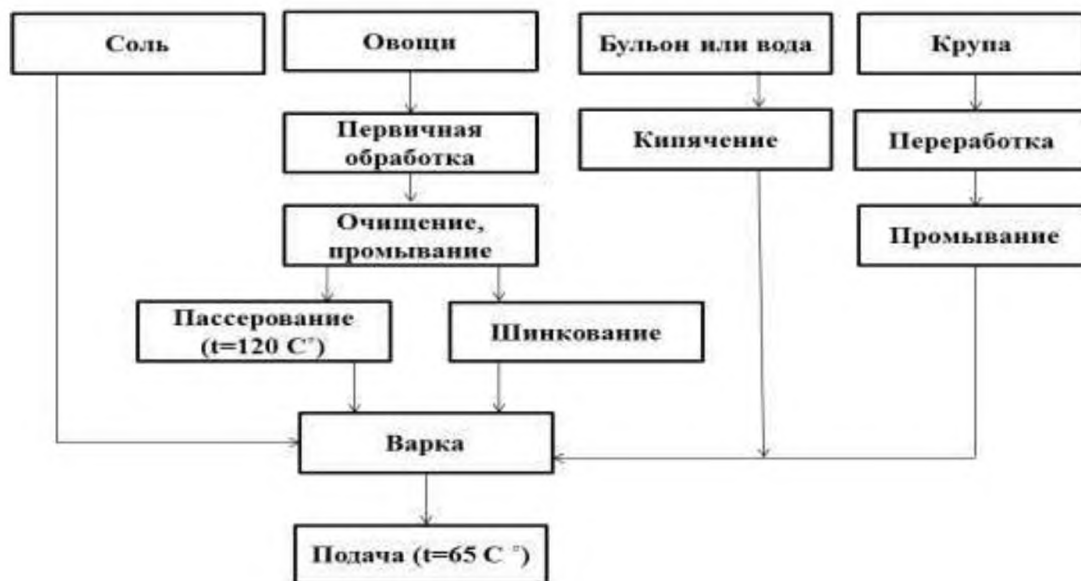 Соль
Овощи
Бульон или вода
Крупа
Первичная
обработка
Кипячение
Переработка
Очищение,
промывание
Промывание
Пассерование
(t=120 C°)
Шинкование
Варка
Подача (t=65 C °)